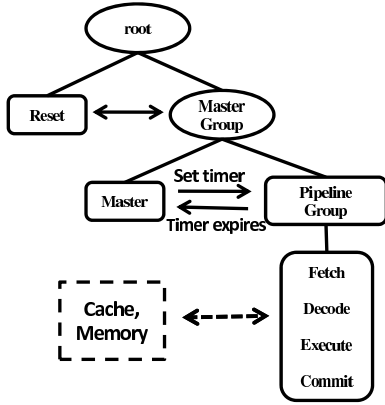 root
Reset
Master
Group
Set timer
Master
Pipeline
Group
Timer expires
Fetch
Cache,
Memory
Decode
Execute
Commit